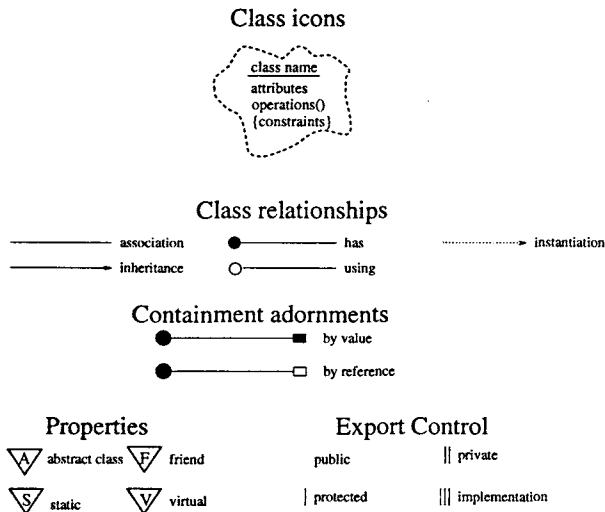 Class icons
class name
attributes
operations()
{constraints}
Class relationships
association has instantiation
inheritance using
Containment adornments
by value
by reference
Properties Export Control
A abstract class F friend public || private
S static V virtual | protected ||| implementation